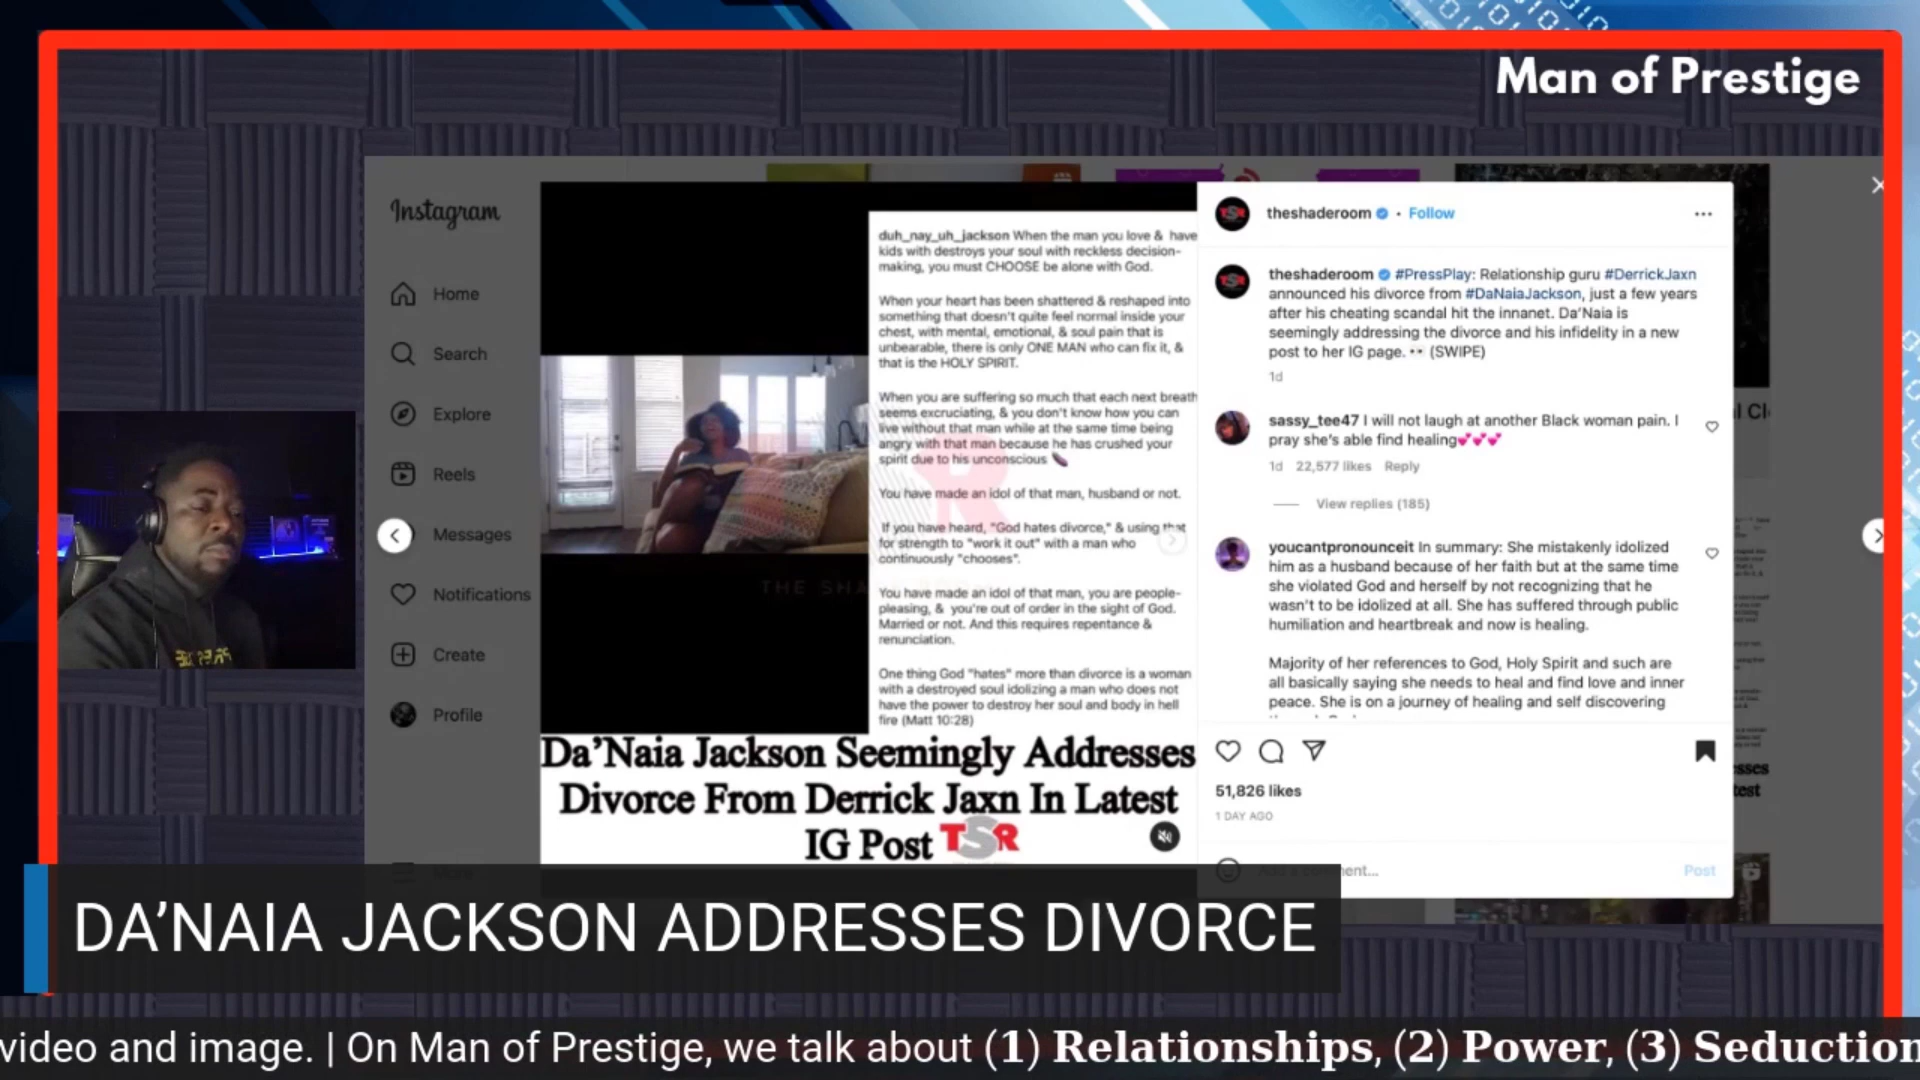 Man of Prestige
Instagram
Home
Search
Explore
Reels
Messages
Notifications
Create
Profile
duh_nay_uh_jackson When the man you love & have
kids with destroys your soul with reckless decision-
making, you must CHOOSE be alone with God.
When your heart has been shattered & reshaped into
something that doesn't quite feel normal inside your
chest, with mental, emotional, & soul pain that is
unbearable, there is only ONE MAN who can fix it, &
that is the HOLY SPIRIT.
When you are suffering so much that each next breath
seems excruciating, & you don't know how you can
live without that man while at the same time being
angry with that man because he has crushed your
spirit due to his unconscious 🍆
You have made an idol of that man, husband or not.
If you have heard, "God hates divorce," & using that
for strength to "work it out" with a man who
continuously "chooses".
You have made an idol of that man, you are people-
pleasing, & you're out of order in the sight of God.
Married or not. And this requires repentance &
renunciation.
One thing God "hates" more than divorce is a woman
with a destroyed soul idolizing a man who does not
have the power to destroy her soul and body in hell
fire (Matt 10:28)
THE SHA
Da’Naia Jackson Seemingly Addresses
Divorce From Derrick Jaxn In Latest
IG Post TSR
theshaderoom • Follow
theshaderoom #PressPlay: Relationship guru #DerrickJaxn
announced his divorce from #DaNaiaJackson, just a few years
after his cheating scandal hit the innanet. Da’Naia is
seemingly addressing the divorce and his infidelity in a new
post to her IG page. 👀 (SWIPE)
1d
sassy_tee47 I will not laugh at another Black woman pain. I
pray she’s able find healing💕💕💕
1d 22,577 likes Reply
View replies (185)
youcantpronounceit In summary: She mistakenly idolized
him as a husband because of her faith but at the same time
she violated God and herself by not recognizing that he
wasn’t to be idolized at all. She has suffered through public
humiliation and heartbreak and now is healing.
Majority of her references to God, Holy Spirit and such are
all basically saying she needs to heal and find love and inner
peace. She is on a journey of healing and self discovering
51,826 likes
1 DAY AGO
Post
DA’NAIA JACKSON ADDRESSES DIVORCE
video and image. | On Man of Prestige, we talk about (1) Relationships, (2) Power, (3) Seduction